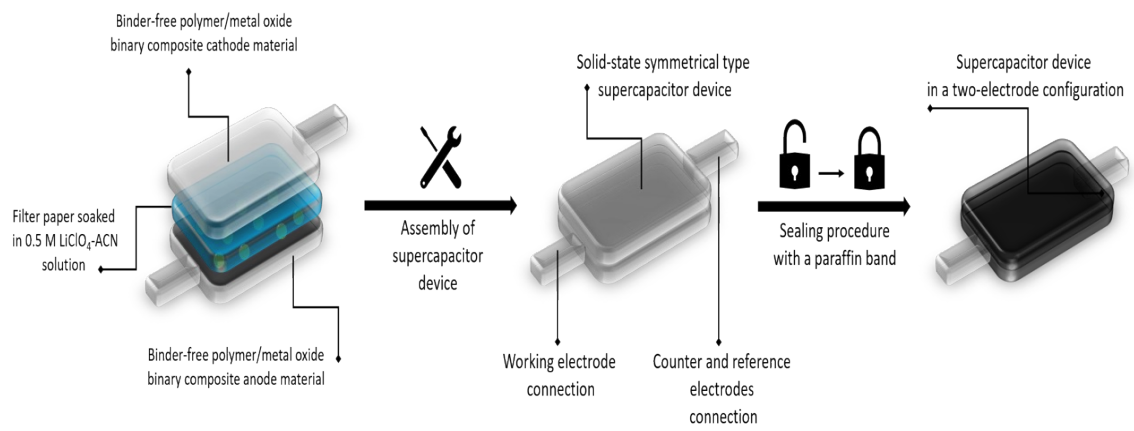 Binder-free polymer/metal oxide
binary composite cathode material
Filter paper soaked
in 0.5 M LiClO₄-ACN
solution
Binder-free polymer/metal oxide
binary composite anode material
Assembly of
supercapacitor
device
Solid-state symmetrical type
supercapacitor device
Working electrode
connection
Counter and reference
electrodes
connection
Sealing procedure
with a paraffin band
Supercapacitor device
in a two-electrode configuration